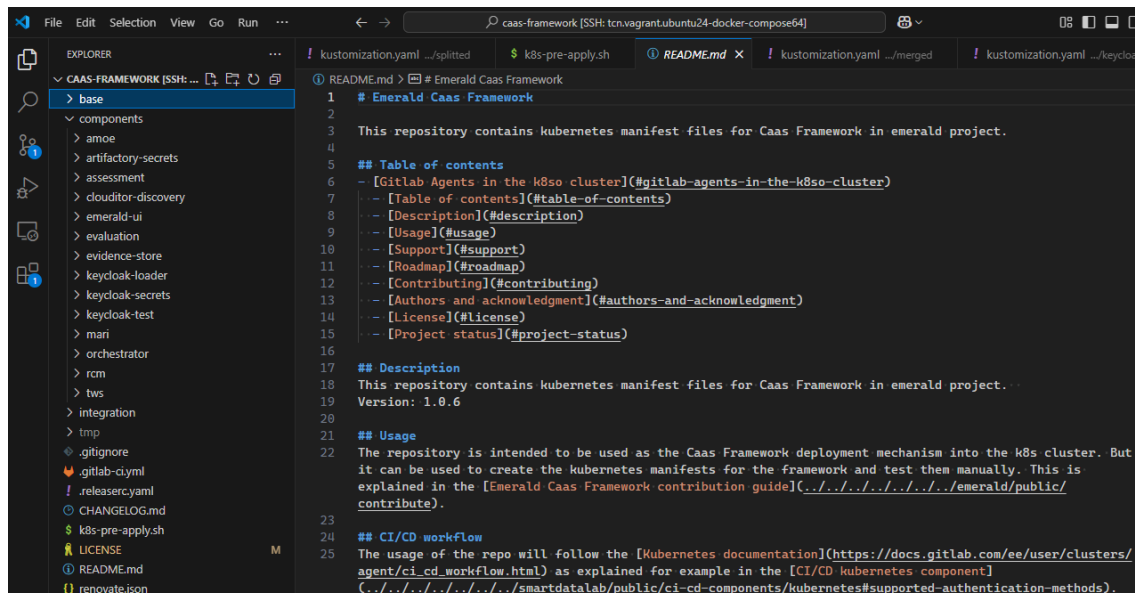 File Edit Selection View Go Run ···
caas-framework [SSH: tcn.vagrant.ubuntu24-docker-compose64]
EXPLORER ···
kustomization.yaml .../splitted
k8s-pre-apply.sh
README.md
kustomization.yaml .../merged
kustomization.yaml
CAAS-FRAMEWORK [SSH: ...
README.md > # Emerald Caas Framework
base
components
amoe
artifactory-secrets
assessment
clouditor-discovery
emerald-ui
evaluation
evidence-store
keycloak-loader
keycloak-secrets
keycloak-test
mari
orchestrator
rcm
tws
integration
tmp
.gitignore
.gitlab-ci.yml
.releaserc.yaml
CHANGELOG.md
k8s-pre-apply.sh
LICENSE M
README.md
renovate.json
1
1
1 # Emerald Caas Framework
2
3 This repository contains kubernetes manifest files for Caas Framework in emerald project.
4
5 ## Table of contents
6 - [Gitlab Agents in the k8so cluster](#gitlab-agents-in-the-k8so-cluster)
7 - [Table of contents](#table-of-contents)
8 - [Description](#description)
9 - [Usage](#usage)
10 - [Support](#support)
11 - [Roadmap](#roadmap)
12 - [Contributing](#contributing)
13 - [Authors and acknowledgment](#authors-and-acknowledgment)
14 - [License](#license)
15 - [Project status](#project-status)
16
17 ## Description
18 This repository contains kubernetes manifest files for Caas Framework in emerald project.
19 Version: 1.0.6
20
21 ## Usage
22 The repository is intended to be used as the Caas Framework deployment mechanism into the k8s cluster. But
it can be used to create the kubernetes manifests for the framework and test them manually. This is
explained in the [Emerald Caas Framework contribution guide](../../../../../../../emerald/public/
contribute).
23
24 ## CI/CD workflow
25 The usage of the repo will follow the [Kubernetes documentation](https://docs.gitlab.com/ee/user/clusters/
agent/ci_cd_workflow.html) as explained for example in the [CI/CD kubernetes component]
(../../../../../../../smartdatalab/public/ci-cd-components/kubernetes#supported-authentication-methods).